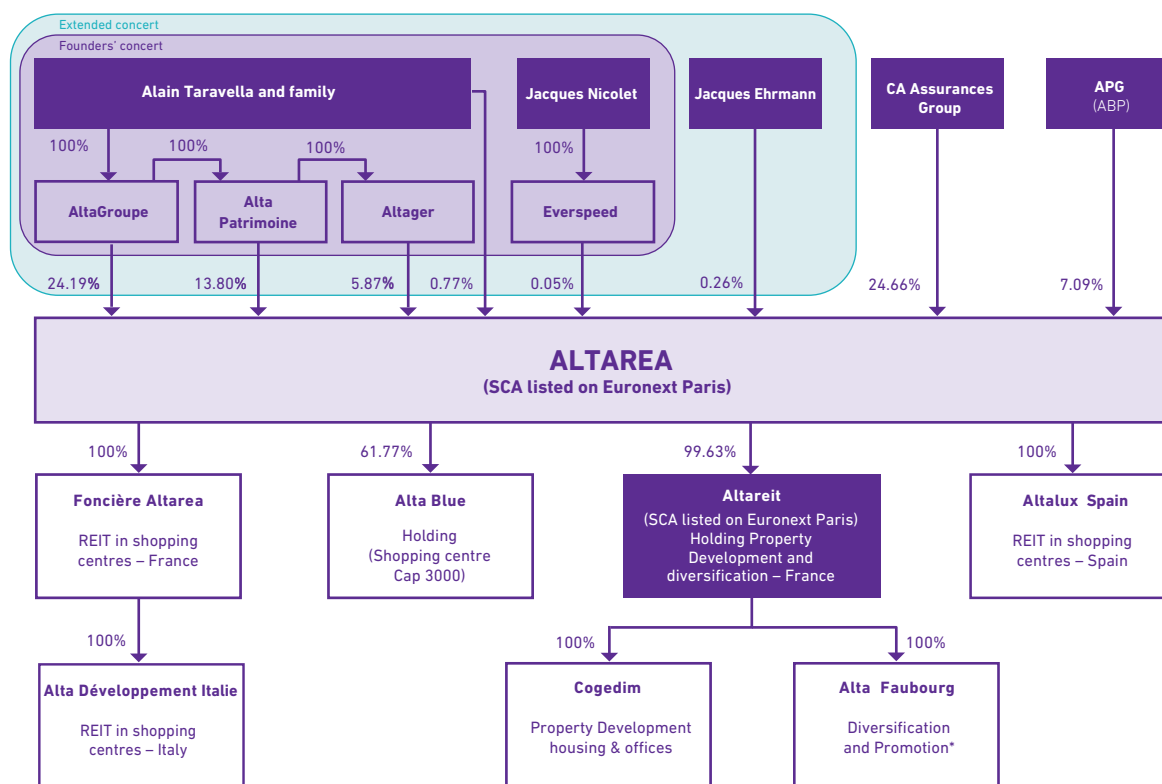 Extended concert
Founders' concert
Alain Taravella and family
Jacques Nicolet
Jacques Ehrmann
CA Assurances
Group
APG
(ABP)
100%
100%
100%
100%
AltaGroupe
Alta
Patrimoine
Altager
Everspeed
24.19%
13.80%
5.87%
0.77%
0.05%
0.26%
24.66%
7.09%
ALTAREA
(SCA listed on Euronext Paris)
100%
61.77%
99.63%
100%
Foncière Altarea
REIT in shopping
centres – France
Alta Blue
Holding
(Shopping centre
Cap 3000)
Altareit
(SCA listed on Euronext Paris)
Holding Property
Development and
diversification – France
Altalux Spain
REIT in shopping
centres – Spain
100%
100%
100%
Alta Développement Italie
REIT in shopping
centres – Italy
Cogedim
Property Development
housing & offices
Alta Faubourg
Diversification
and Promotion*